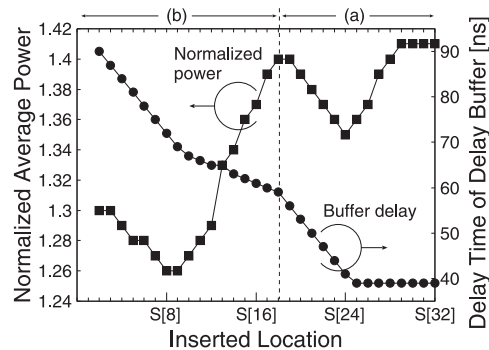 (b)
(a)
Normalized Average Power
1.42
1.4
1.38
1.36
1.34
1.32
1.3
1.28
1.26
1.24
Normalized
power
Buffer delay
90
80
70
60
50
40
Delay Time of Delay Buffer [ns]
S[8]
S[16]
S[24]
S[32]
Inserted Location